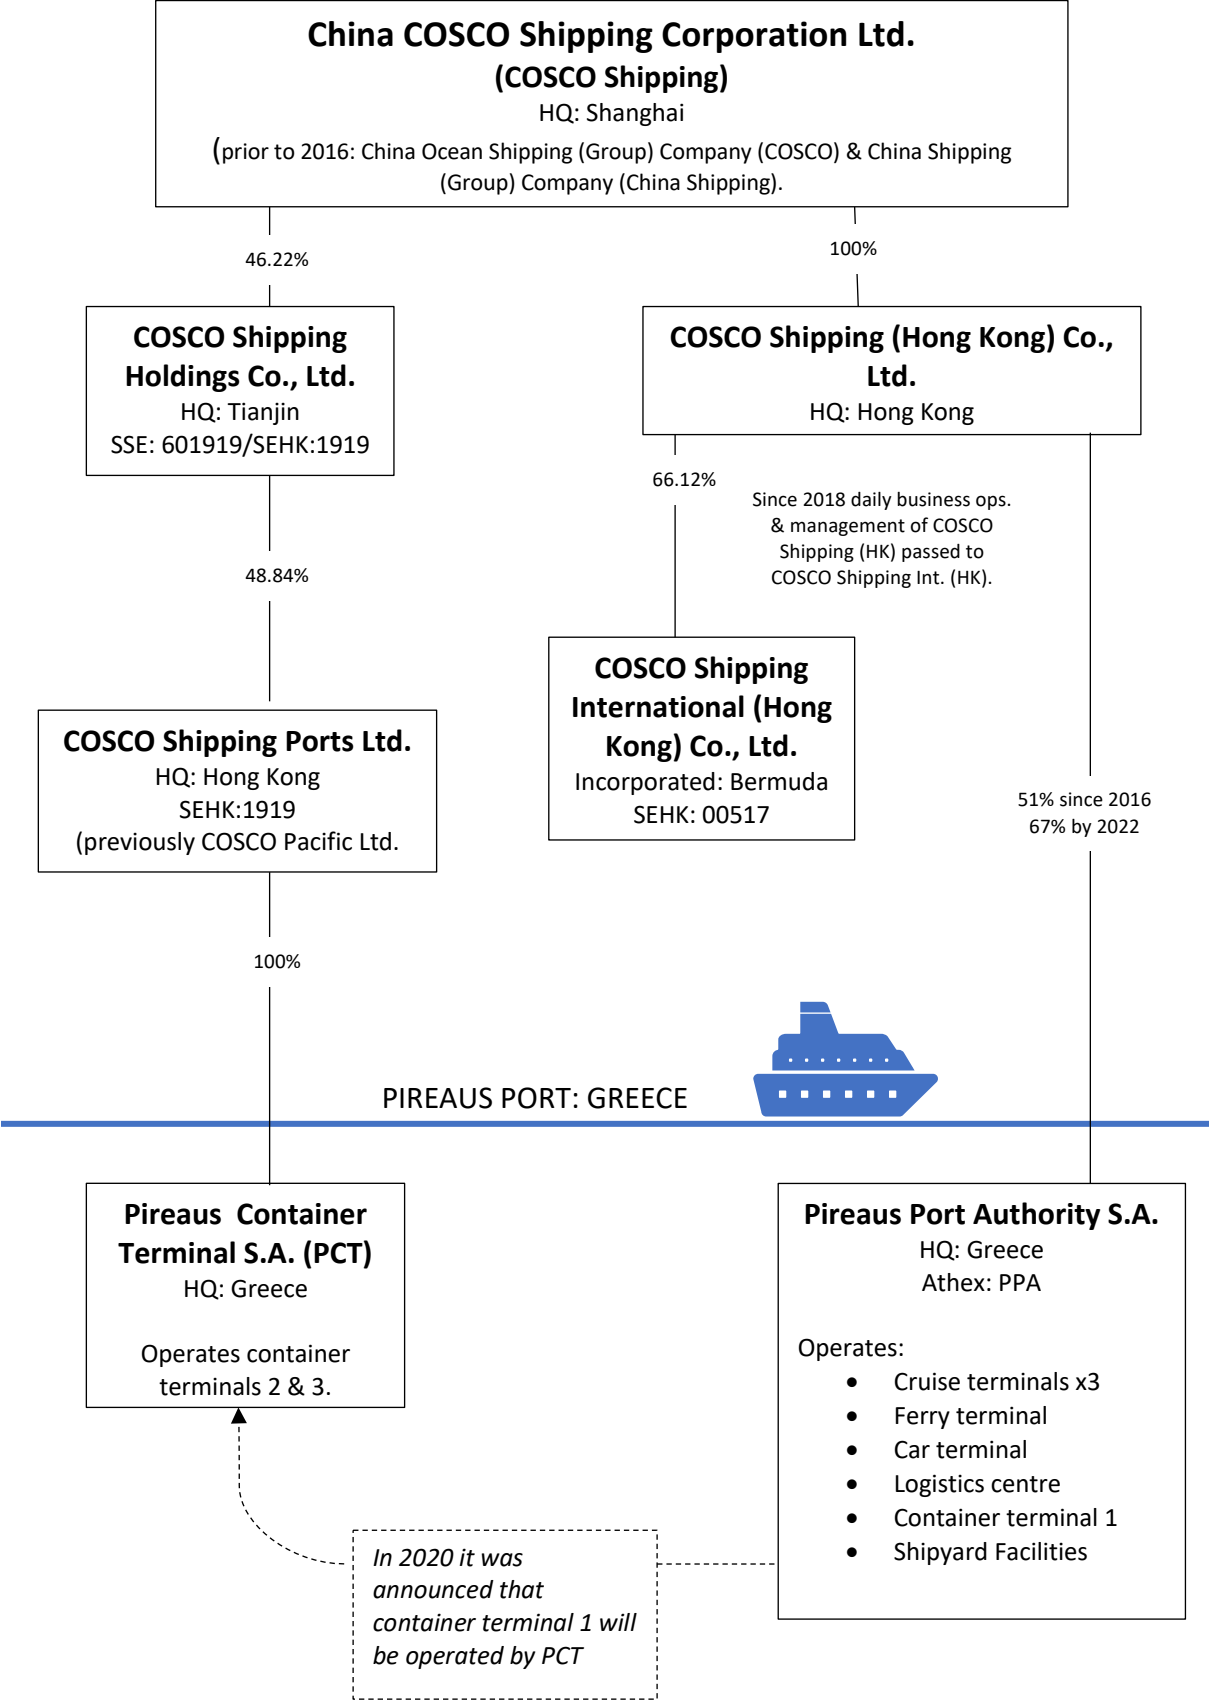 China COSCO Shipping Corporation Ltd.
(COSCO Shipping)
HQ: Shanghai
(prior to 2016: China Ocean Shipping (Group) Company (COSCO) & China Shipping
(Group) Company (China Shipping).
46.22%
100%
COSCO Shipping
Holdings Co., Ltd.
HQ: Tianjin
SSE: 601919/SEHK:1919
COSCO Shipping (Hong Kong) Co.,
Ltd.
HQ: Hong Kong
48.84%
66.12%
Since 2018 daily business ops.
& management of COSCO
Shipping (HK) passed to
COSCO Shipping Int. (HK).
COSCO Shipping Ports Ltd.
HQ: Hong Kong
SEHK:1919
(previously COSCO Pacific Ltd.
COSCO Shipping
International (Hong
Kong) Co., Ltd.
Incorporated: Bermuda
SEHK: 00517
51% since 2016
67% by 2022
100%
PIREAUS PORT: GREECE
Pireaus  Container
Terminal S.A. (PCT)
HQ: Greece
Operates container
terminals 2 & 3.
Pireaus Port Authority S.A.
HQ: Greece
Athex: PPA
Operates:
• Cruise terminals x3
• Ferry terminal
• Car terminal
• Logistics centre
• Container terminal 1
• Shipyard Facilities
In 2020 it was
announced that
container terminal 1 will
be operated by PCT